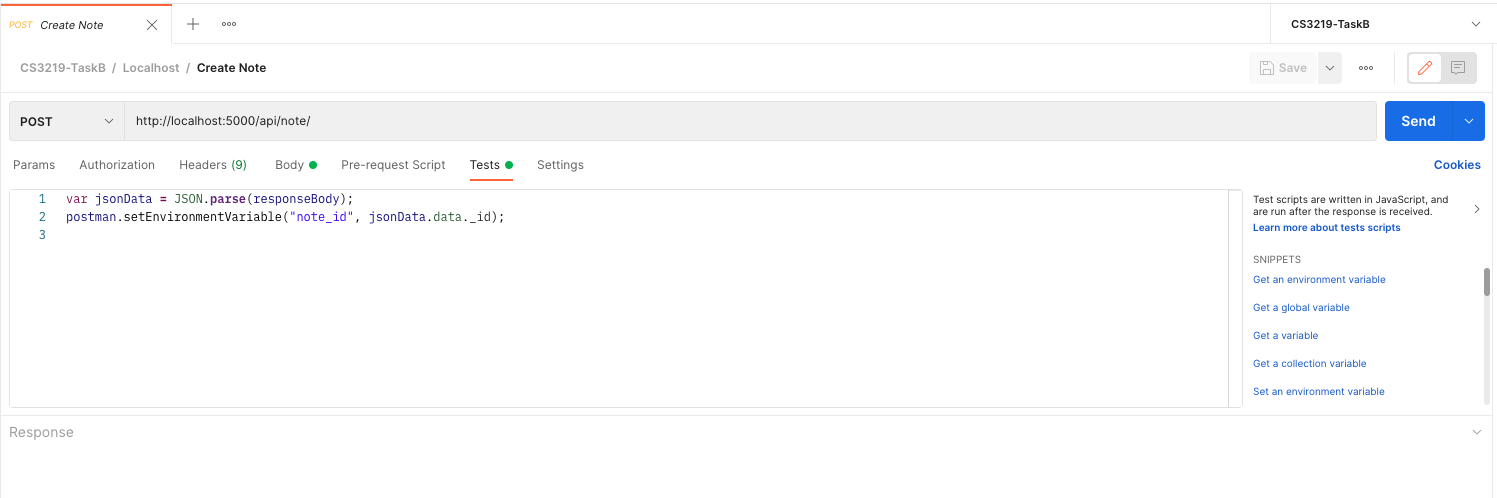 POST Create Note
CS3219-TaskB
CS3219-TaskB / Localhost / Create Note
Save
POST http://localhost:5000/api/note/ Send
Params Authorization Headers (9) Body Pre-request Script Tests Settings Cookies
1 var jsonData = JSON.parse(responseBody);
2 postman.setEnvironmentVariable("note_id", jsonData.data._id);
3
Test scripts are written in JavaScript, and
are run after the response is received.
Learn more about tests scripts
SNIPPETS
Get an environment variable
Get a global variable
Get a variable
Get a collection variable
Set an environment variable
Response